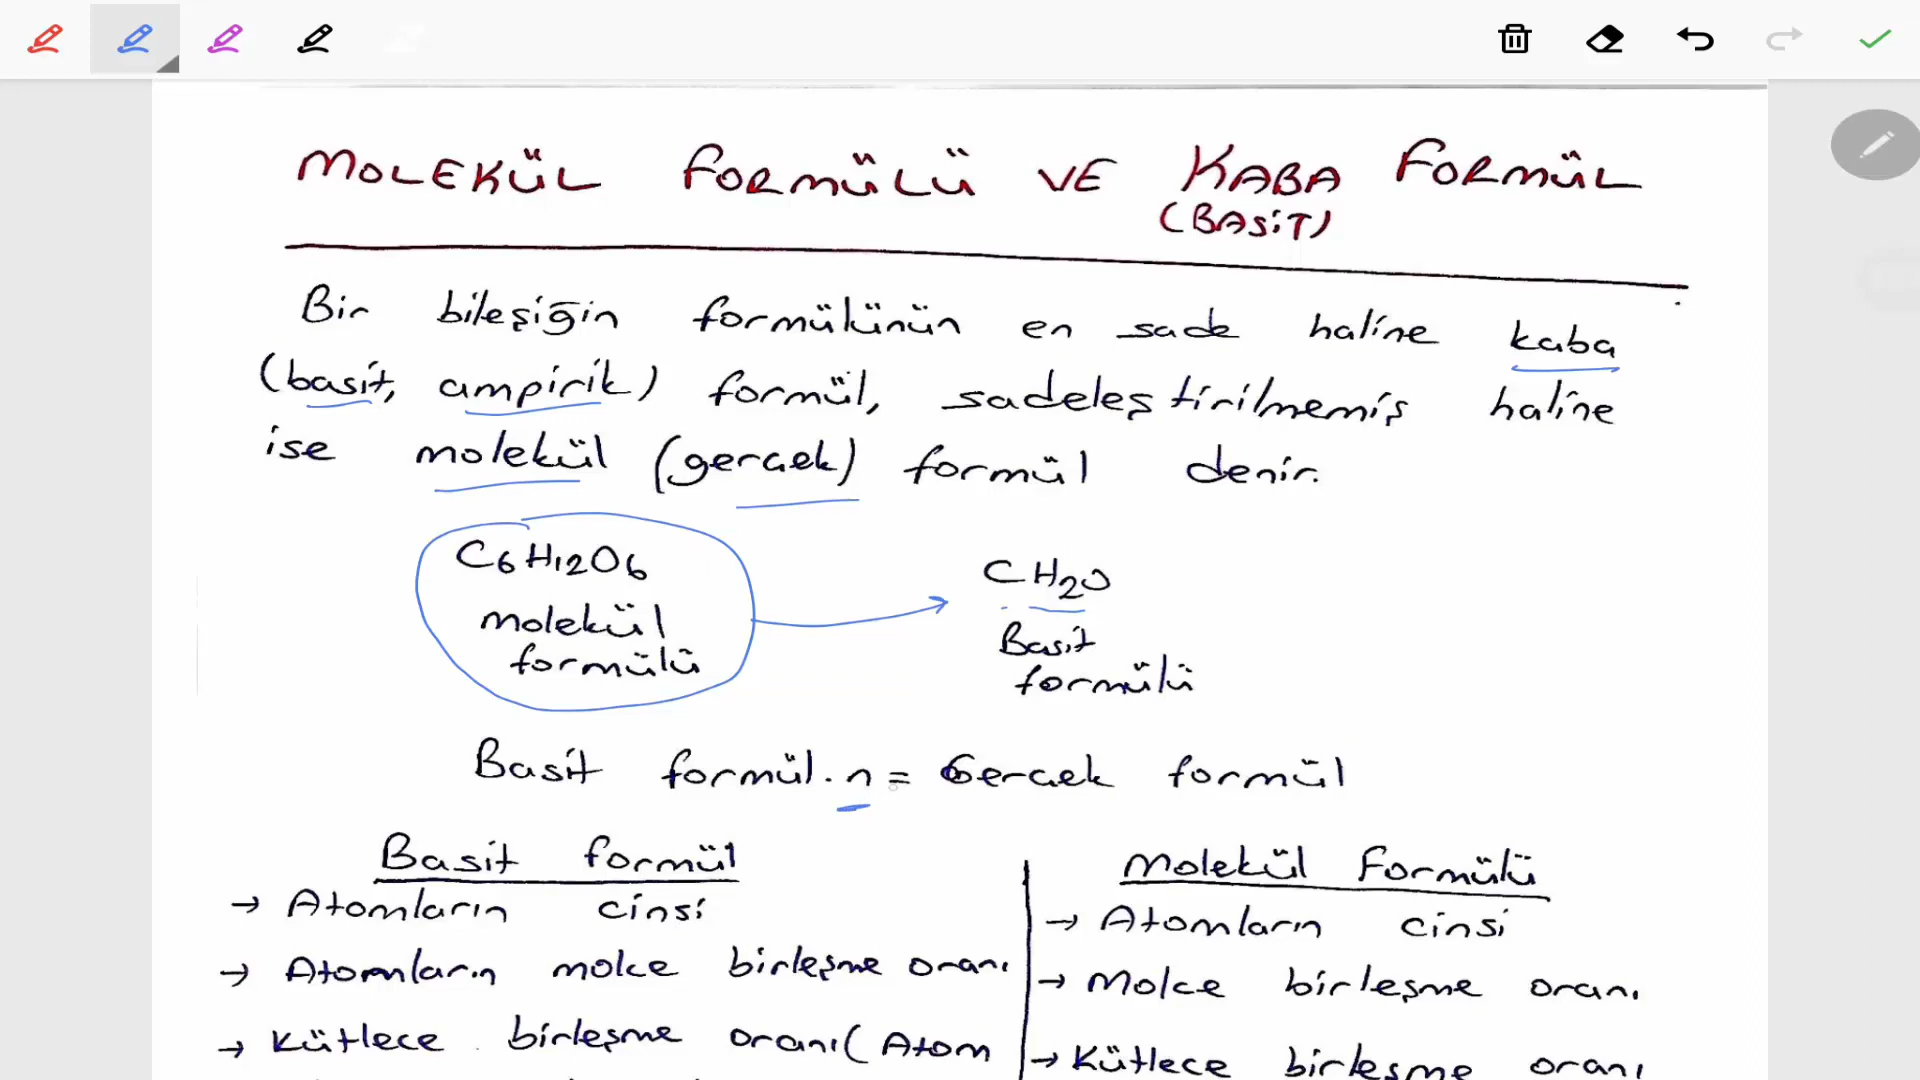 MOLEKÜL FORMÜLÜ VE KABA FORMÜL
(BASİT)
Bir bileşiğin formülünün en sade haline kaba
(basit, ampirik) formül, sadeleştirilmemiş haline
ise molekül (gercek) formül denir.
C6H12O6
molekül
formülü
CH2O
Basit
formülü
Basit formül . n = Gercek formül
Basit formül
→ Atomların cinsi
→ Atomların molce birleşme oranı
→ Kütlece birleşme oranı (Atom
Molekül Formülü
→ Atomların cinsi
→ Molce birleşme oranı
→ Kütlece birleşme oranı